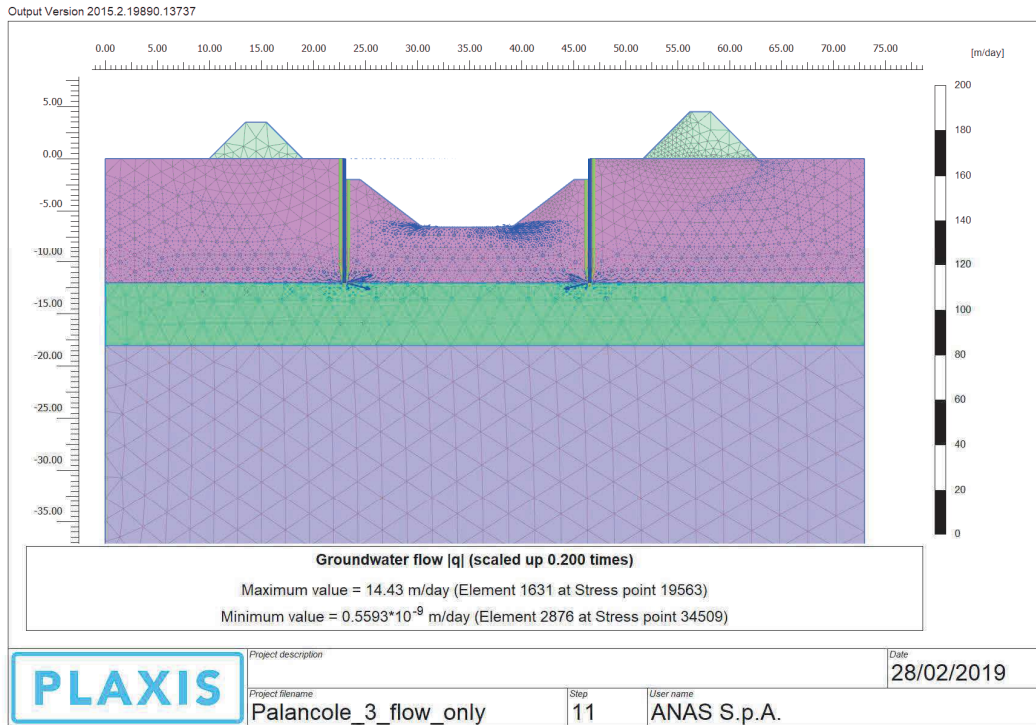 Output Version 2015.2.19890.13737
0.00 5.00 10.00 15.00 20.00 25.00 30.00 35.00 40.00 45.00 50.00 55.00 60.00 65.00 70.00 75.00
[m/day]
5.00
0.00
-5.00
-10.00
-15.00
-20.00
-25.00
-30.00
-35.00
200
180
160
140
120
100
80
60
40
20
0
Groundwater flow |q| (scaled up 0.200 times)
Maximum value = 14.43 m/day (Element 1631 at Stress point 19563)
Minimum value = 0.5593*10⁻⁹ m/day (Element 2876 at Stress point 34509)
PLAXIS
Project description
Date
28/02/2019
Project filename
Palancole_3_flow_only
Step
11
User name
ANAS S.p.A.